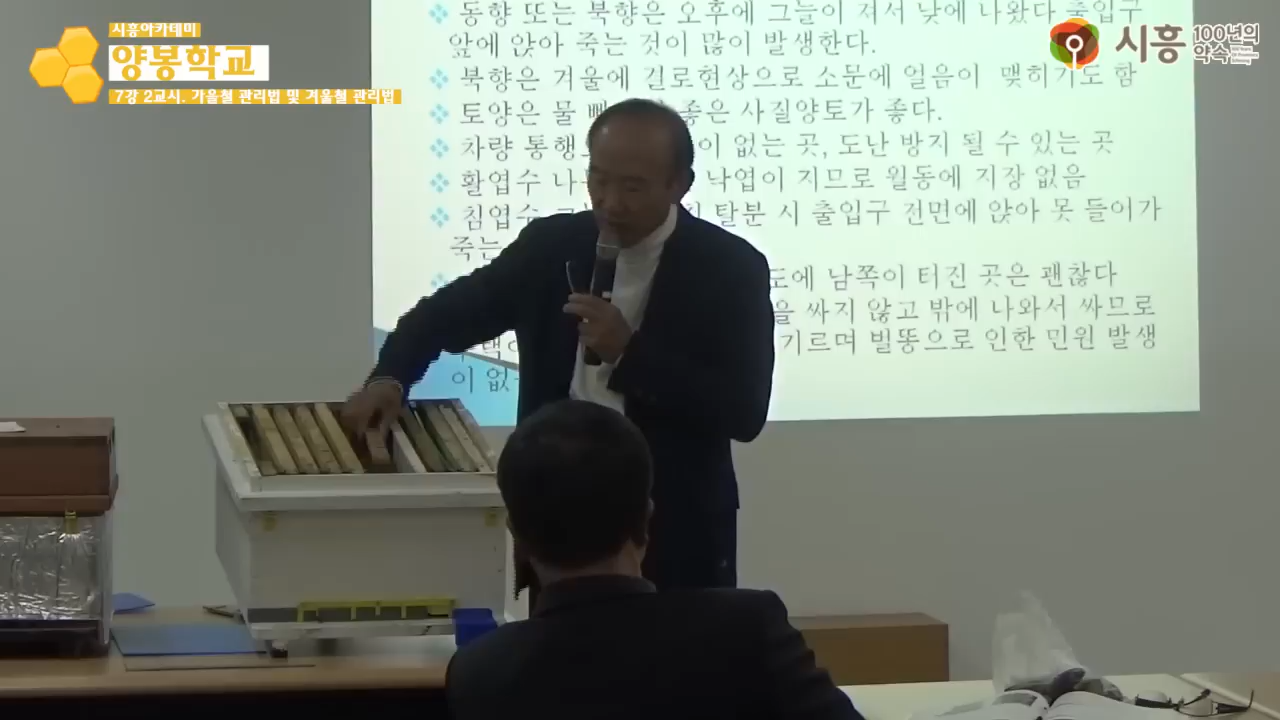 시흥아카데미
양봉학교
7강 2교시. 가을철 관리법 및 겨울철 관리법
시흥 100년의
약속
동향 또는 북향은 오후에 그늘이 져서 낮에 나왔다 출입구
앞에 앉아 죽는 것이 많이 발생한다.
북향은 겨울에 결로현상으로 소문에 얼음이 맺히기도 함
토양은 물 좋은 사질양토가 좋다.
차량 통행 이 없는 곳, 도난 방지 될 수 있는 곳
활엽수 낙엽이 지므로 월동에 지장 없음
침엽수 탈분 시 출입구 전면에 앉아 못 들어가
죽는
도에 남쪽이 터진 곳은 괜찮다
을 싸지 않고 밖에 나와서 싸므로
기르며 벌똥으로 인한 민원 발생
이 없